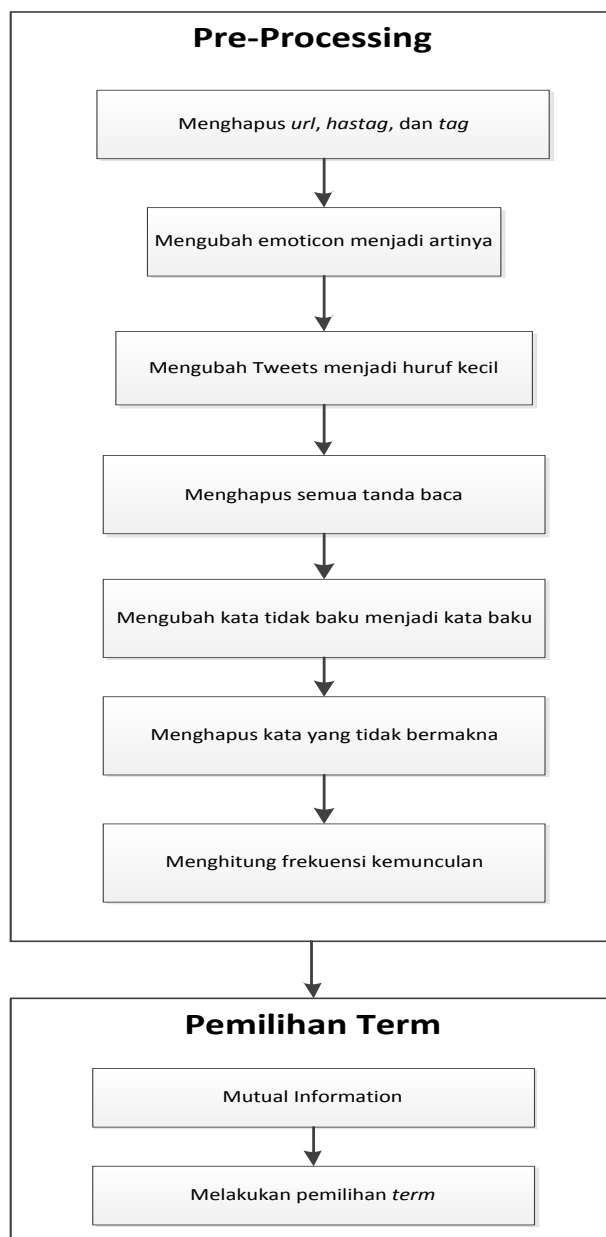 Pre-Processing
Menghapus url, hastag, dan tag
Mengubah emoticon menjadi artinya
Mengubah Tweets menjadi huruf kecil
Menghapus semua tanda baca
Mengubah kata tidak baku menjadi kata baku
Menghapus kata yang tidak bermakna
Menghitung frekuensi kemunculan
Pemilihan Term
Mutual Information
Melakukan pemilihan term